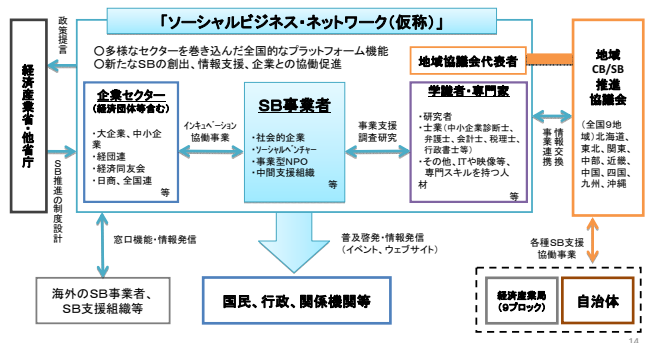 「ソーシャルビジネス・ネットワーク(仮称)」
政策提言
○多様なセクターを巻き込んだ全国的なプラットフォーム機能
○新たなSBの創出、情報支援、企業との協働促進
地域協議会代表者
経済産業省・他省庁
SB推進の制度設計
企業セクター
(経済団体等含む)
・大企業、中小企
業
・経団連
・経済同友会
・日商、全国連
等
インキュベーション
協働事業
SB事業者
・社会的企業
・ソーシャルベンチャー
・事業型NPO
・中間支援組織
等
事業支援
調査研究
学識者・専門家
・研究者
・士業(中小企業診断士、
弁護士、会計士、税理士、
行政書士等)
・その他、ITや映像等、
専門スキルを持つ人
材
等
情報交換
事業連携
地域
CB/SB
推進
協議会
(全国9地
域)北海道、
東北、関東、
中部、近畿、
中国、四国、
九州、沖縄
窓口機能・情報発信
普及啓発・情報発信
(イベント、ウェブサイト)
各種SB支援
協働事業
海外のSB事業者、
SB支援組織等
国民、行政、関係機関等
経済産業局
(9ブロック)
自治体
14